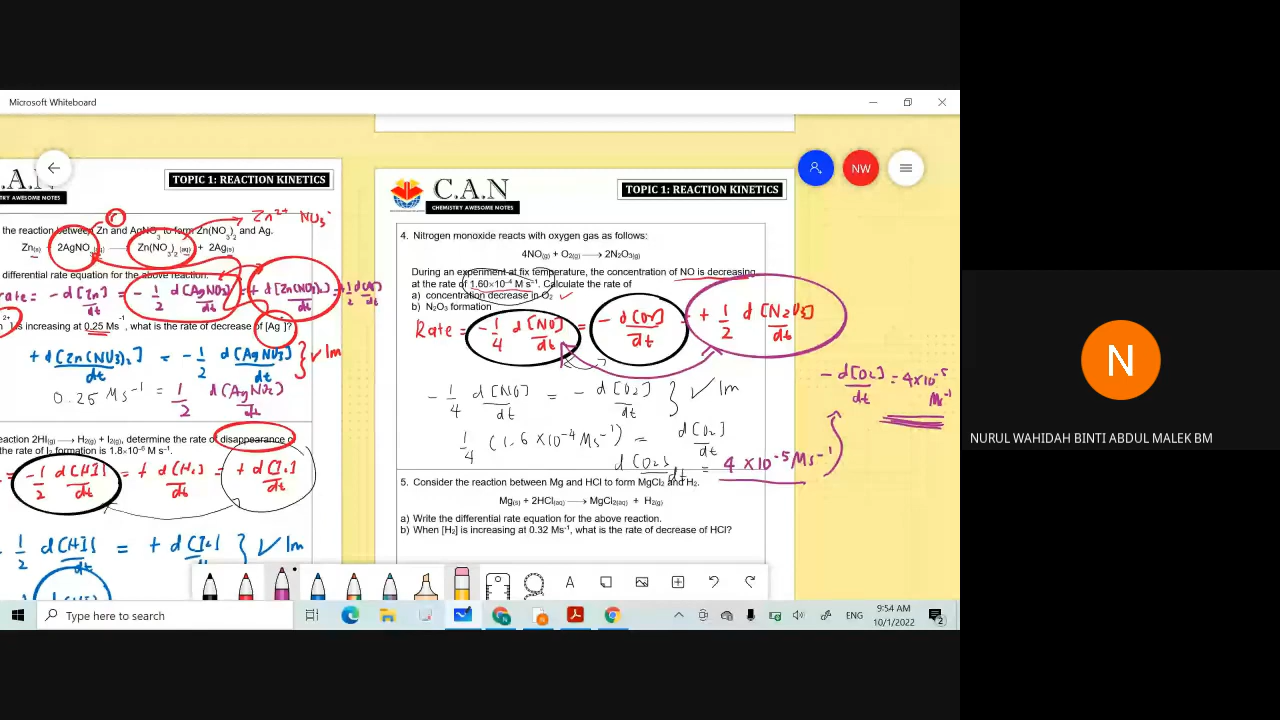 Microsoft Webboard
TOPIC 1: REACTION KINETICS
CHEMISTRY AWESOME NOTES
Zn²⁺ NO₃⁻
the reaction between Zn and AgNO₃ to form Zn(NO₃)₂ and Ag.
Zn(s) + 2AgNO₃(aq) → Zn(NO₃)₂(aq) + 2Ag(s)
differential rate equation for the above reaction.
rate = - d[Zn]/dt = - 1/2 d[AgNO₃]/dt = + d[Zn(NO₃)₂]/dt = + 1/2 d[Ag]/dt
is increasing at 0.25 Ms⁻¹, what is the rate of decrease of [Ag⁺]?
+ d[Zn(NO₃)₂]/dt = - 1/2 d[AgNO₃]/dt } ✓ 1m
0.25 Ms⁻¹ = 1/2 d[AgNO₃]/dt
reaction 2HI(g) → H₂(g) + I₂(g), determine the rate of disappearance of
the rate of I₂ formation is 1.8×10⁻⁶ M s⁻¹.
= - 1/2 d[HI]/dt = + d[H₂]/dt = + d[I₂]/dt
- 1/2 d[HI]/dt = + d[I₂]/dt } ✓ 1m
C.A.N
CHEMISTRY AWESOME NOTES
TOPIC 1: REACTION KINETICS
NW
4. Nitrogen monoxide reacts with oxygen gas as follows:
4NO(g) + O₂(g) → 2N₂O₃(g)
During an experiment at fix temperature, the concentration of NO is decreasing
at the rate of 1.60×10⁻⁴ M s⁻¹. Calculate the rate of
a) concentration decrease in O₂ ✓
b) N₂O₃ formation
Rate = - 1/4 d[NO]/dt = - d[O₂]/dt = + 1/2 d[N₂O₃]/dt
- 1/4 d[NO]/dt = - d[O₂]/dt } ✓ 1m
1/4 (1.6 ×10⁻⁴ Ms⁻¹) = d[O₂]/dt
d[O₂]/dt = 4 ×10⁻⁵ Ms⁻¹
- d[O₂]/dt = 4×10⁻⁵ Ms⁻¹
5. Consider the reaction between Mg and HCl to form MgCl2 and H₂.
Mg(s) + 2HCl(aq) → MgCl2(aq) + H₂(g)
a) Write the differential rate equation for the above reaction.
b) When [H₂] is increasing at 0.32 Ms⁻¹, what is the rate of decrease of HCl?
Type here to search
ENG
9:54 AM
10/1/2022
2
N
NURUL WAHIDAH BINTI ABDUL MALEK BM